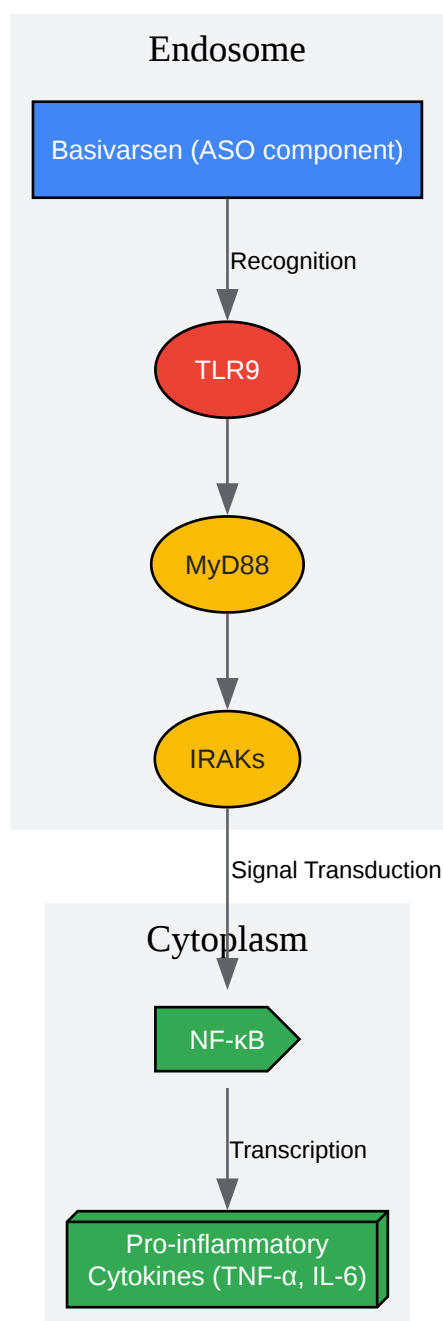 Endosome
Basivarsen (ASO component)
Recognition
TLR9
MyD88
IRAKs
Signal Transduction
Cytoplasm
NF-κB
Transcription
Pro-inflammatory
Cytokines (TNF-α, IL-6)